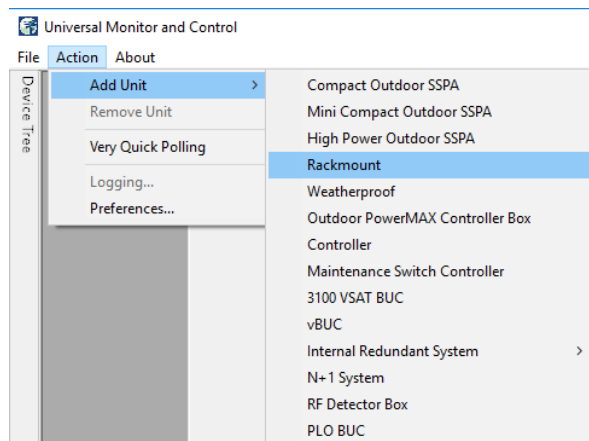 Universal Monitor and Control
File Action About
Device Tree
Add Unit
Remove Unit
Very Quick Polling
Logging...
Preferences...
Compact Outdoor SSPA
Mini Compact Outdoor SSPA
High Power Outdoor SSPA
Rackmount
Weatherproof
Outdoor PowerMAX Controller Box
Controller
Maintenance Switch Controller
3100 VSAT BUC
vBUC
Internal Redundant System
N+1 System
RF Detector Box
PLO BUC